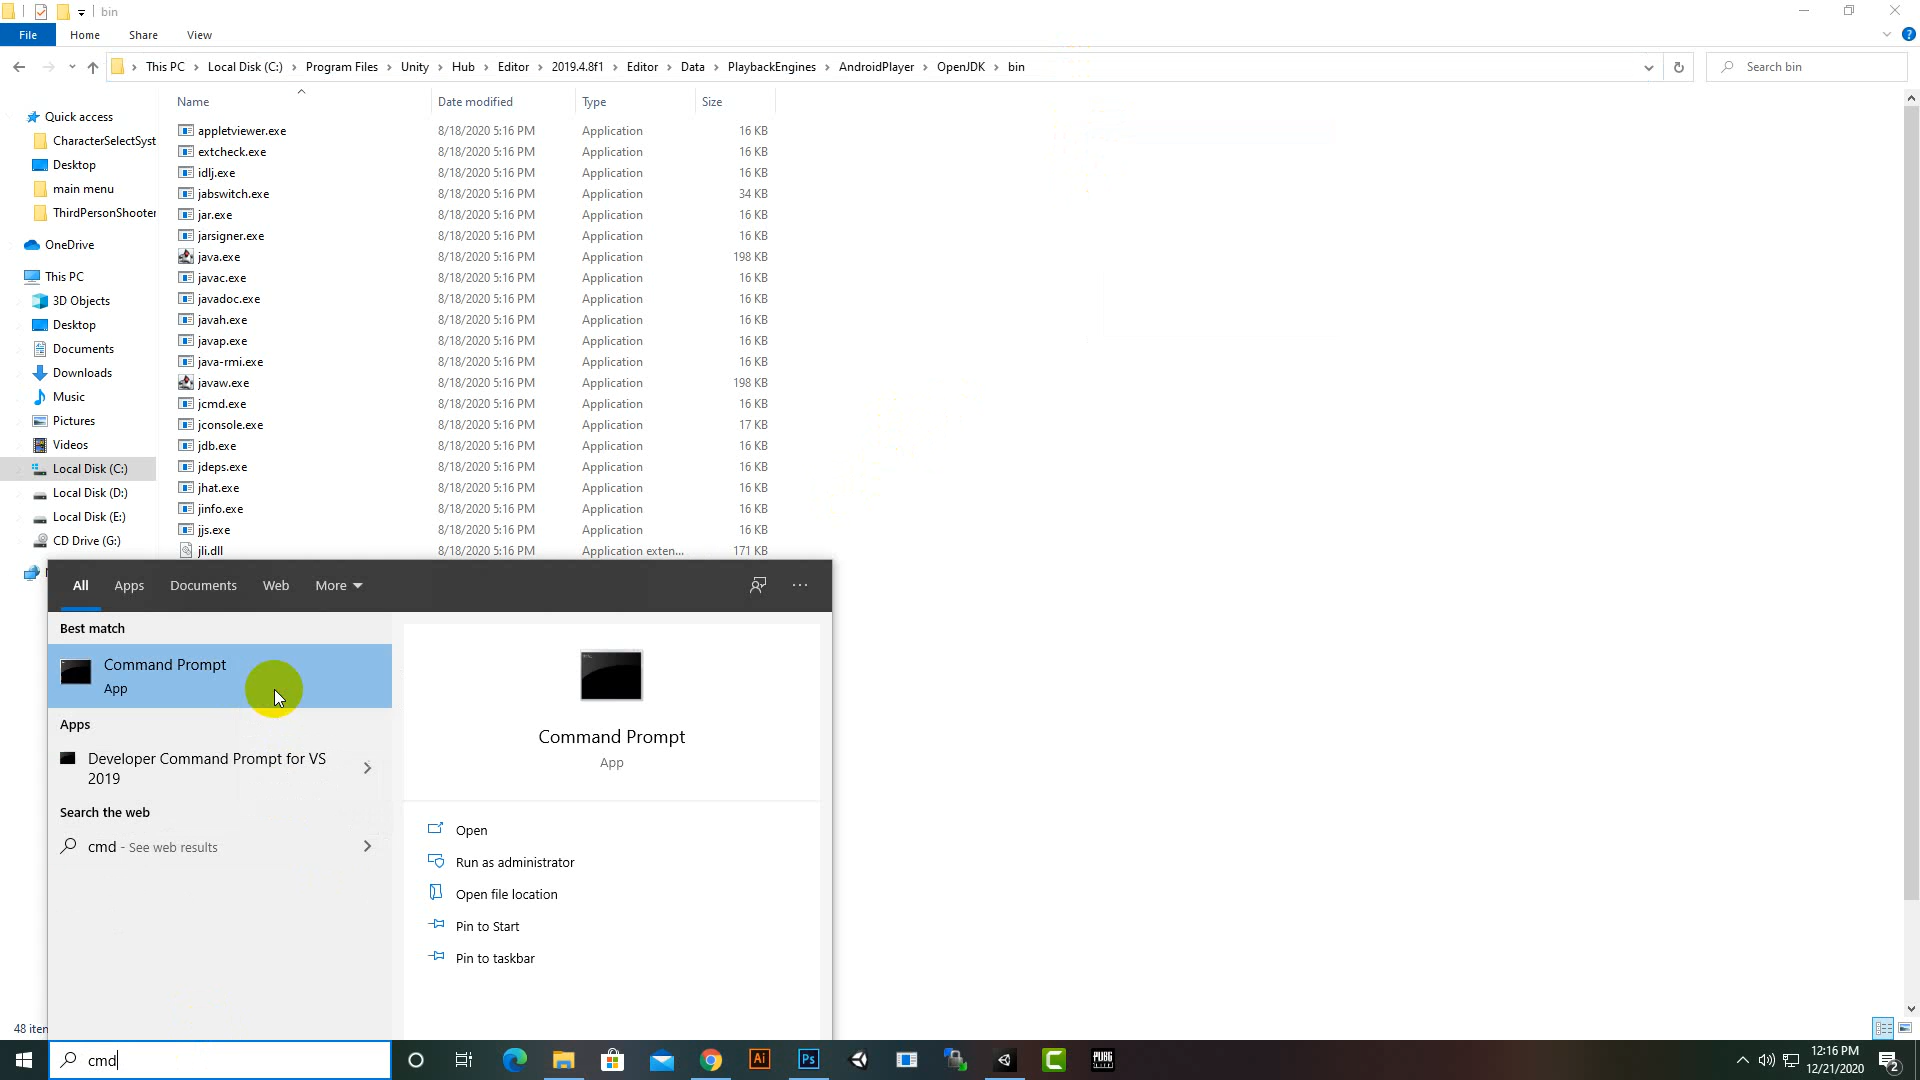 bin
File Home Share View
This PC Local Disk (C:) Program Files Unity Hub Editor 2019.4.8f1 Editor Data PlaybackEngines AndroidPlayer OpenJDK bin
Search bin
Name Date modified Type Size
Quick access
CharacterSelectSyst
Desktop
main menu
ThirdPersonShooter
OneDrive
This PC
3D Objects
Desktop
Documents
Downloads
Music
Pictures
Videos
Local Disk (C:)
Local Disk (D:)
Local Disk (E:)
CD Drive (G:)
appletviewer.exe 8/18/2020 5:16 PM Application 16 KB
extcheck.exe 8/18/2020 5:16 PM Application 16 KB
idlj.exe 8/18/2020 5:16 PM Application 16 KB
jabswitch.exe 8/18/2020 5:16 PM Application 34 KB
jar.exe 8/18/2020 5:16 PM Application 16 KB
jarsigner.exe 8/18/2020 5:16 PM Application 16 KB
java.exe 8/18/2020 5:16 PM Application 198 KB
javac.exe 8/18/2020 5:16 PM Application 16 KB
javadoc.exe 8/18/2020 5:16 PM Application 16 KB
javah.exe 8/18/2020 5:16 PM Application 16 KB
javap.exe 8/18/2020 5:16 PM Application 16 KB
java-rmi.exe 8/18/2020 5:16 PM Application 16 KB
javaw.exe 8/18/2020 5:16 PM Application 198 KB
jcmd.exe 8/18/2020 5:16 PM Application 16 KB
jconsole.exe 8/18/2020 5:16 PM Application 17 KB
jdb.exe 8/18/2020 5:16 PM Application 16 KB
jdeps.exe 8/18/2020 5:16 PM Application 16 KB
jhat.exe 8/18/2020 5:16 PM Application 16 KB
jinfo.exe 8/18/2020 5:16 PM Application 16 KB
jjs.exe 8/18/2020 5:16 PM Application 16 KB
jli.dll 8/18/2020 5:16 PM Application exten... 171 KB
All Apps Documents Web More
Best match
Command Prompt
App
Apps
Developer Command Prompt for VS
2019
Search the web
cmd - See web results
Command Prompt
App
Open
Run as administrator
Open file location
Pin to Start
Pin to taskbar
48 iten
cmd
Ai
Ps
PUBG
12:16 PM
12/21/2020
2